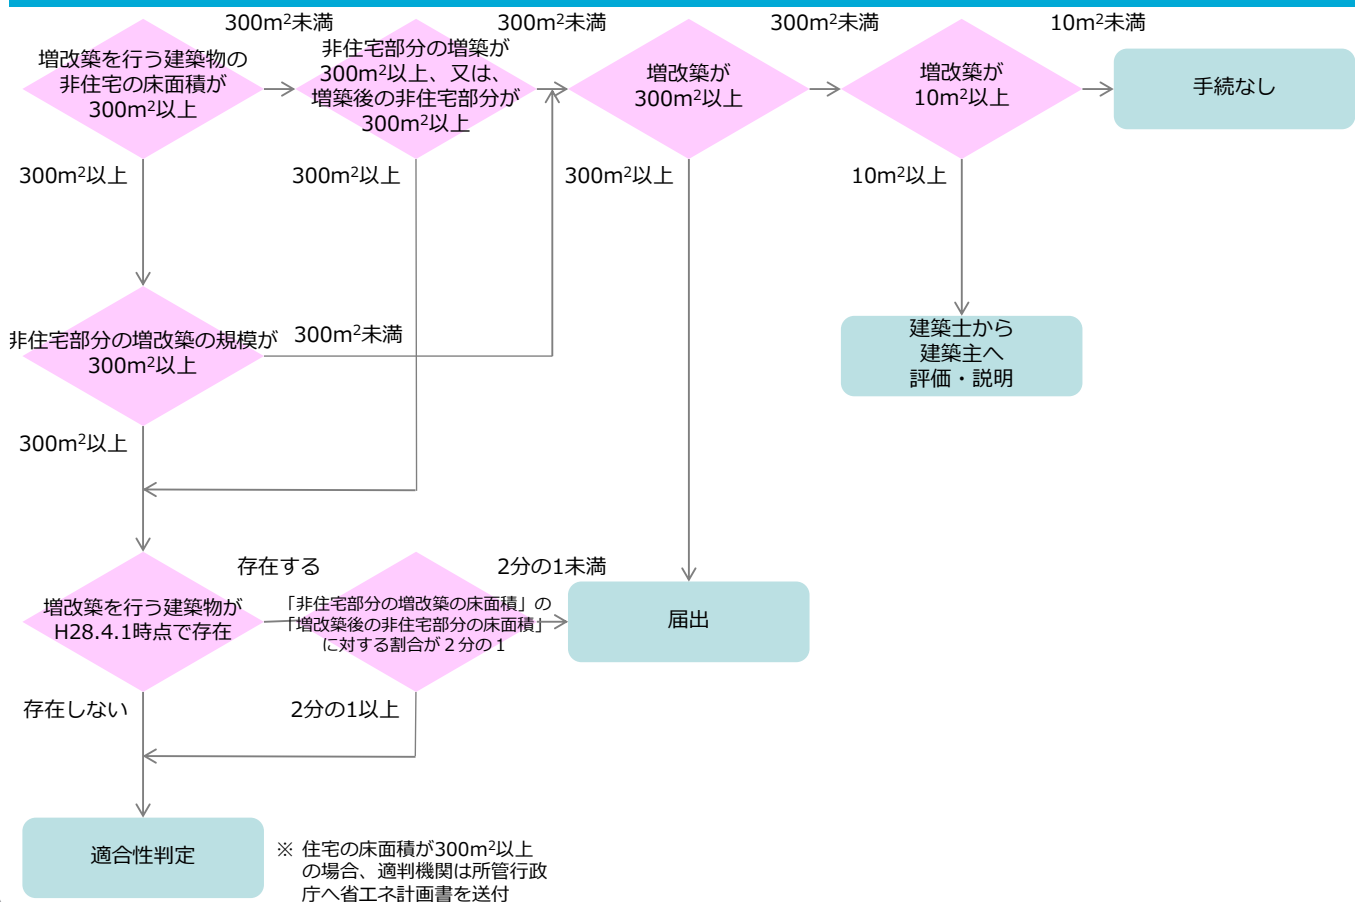 300m²未満
300m²未満
300m²未満
10m²未満
増改築を行う建築物の
非住宅の床面積が
300m²以上
非住宅部分の増築が
300m²以上、又は、
増築後の非住宅部分が
300m²以上
増改築が
300m²以上
増改築が
10m²以上
手続なし
300m²以上
300m²以上
300m²以上
10m²以上
非住宅部分の増改築の規模が
300m²以上
300m²未満
建築士から
建築主へ
評価・説明
300m²以上
存在する
2分の1未満
増改築を行う建築物が
H28.4.1時点で存在
「非住宅部分の増改築の床面積」の
「増改築後の非住宅部分の床面積」
に対する割合が２分の１
届出
存在しない
2分の1以上
適合性判定
※ 住宅の床面積が300m²以上
の場合、適判機関は所管行政
庁へ省エネ計画書を送付